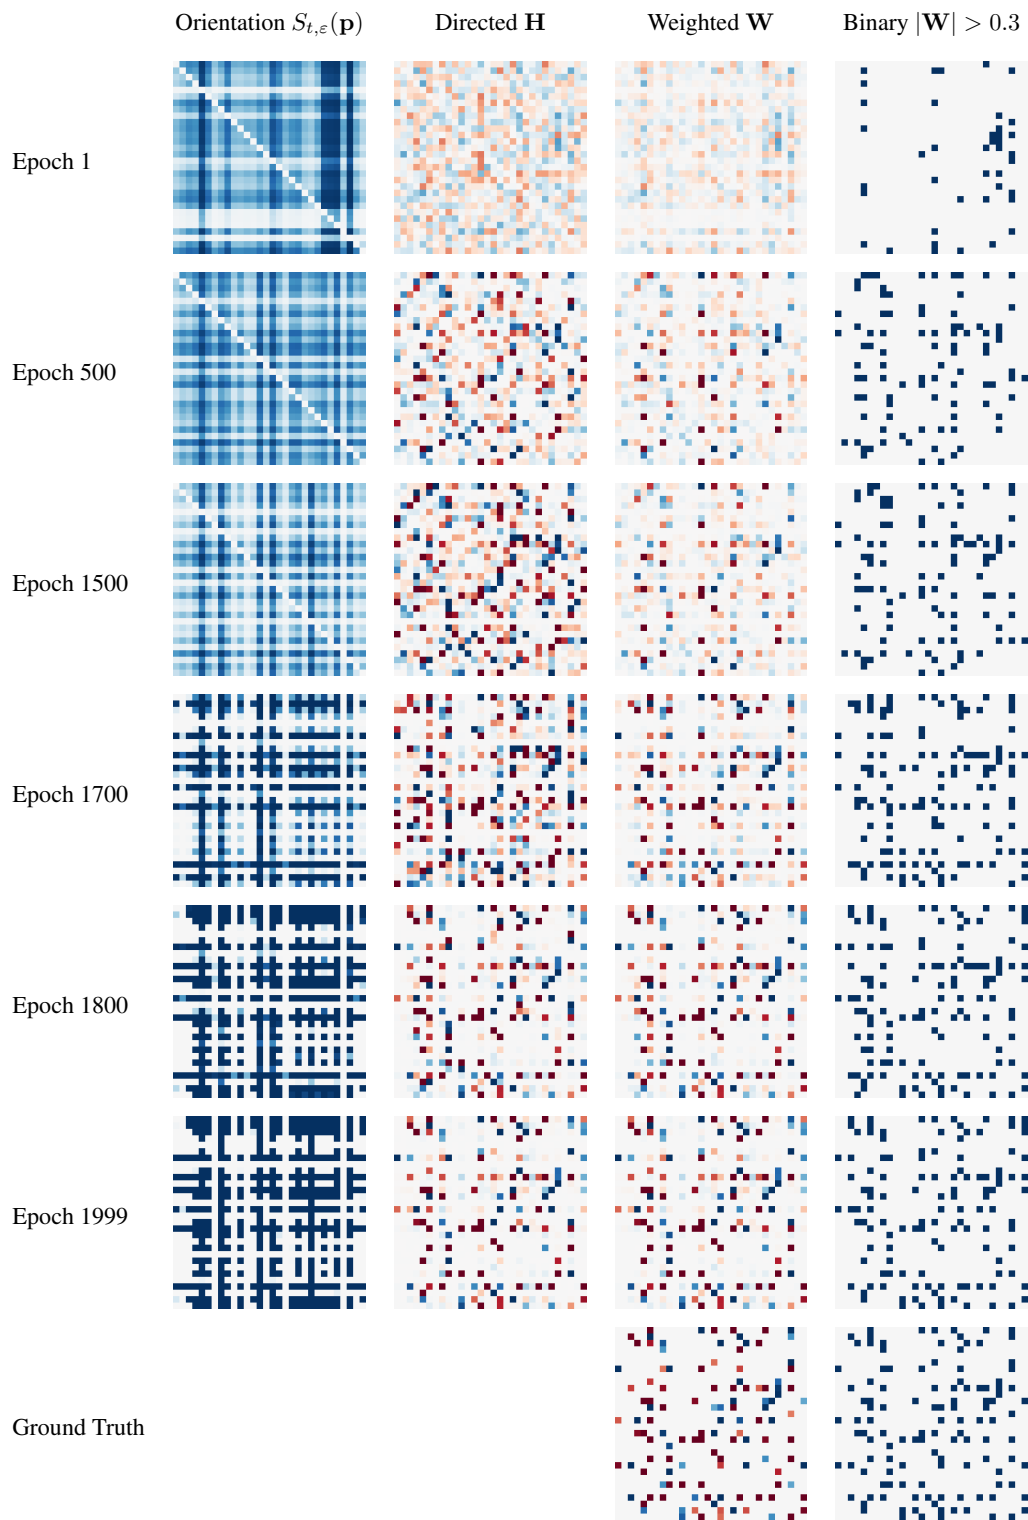 Orientation $S_{t,\varepsilon}(\mathbf{p})$ Directed $\mathbf{H}$ Weighted $\mathbf{W}$ Binary $|\mathbf{W}| > 0.3$
Epoch 1
Epoch 500
Epoch 1500
Epoch 1700
Epoch 1800
Epoch 1999
Ground Truth